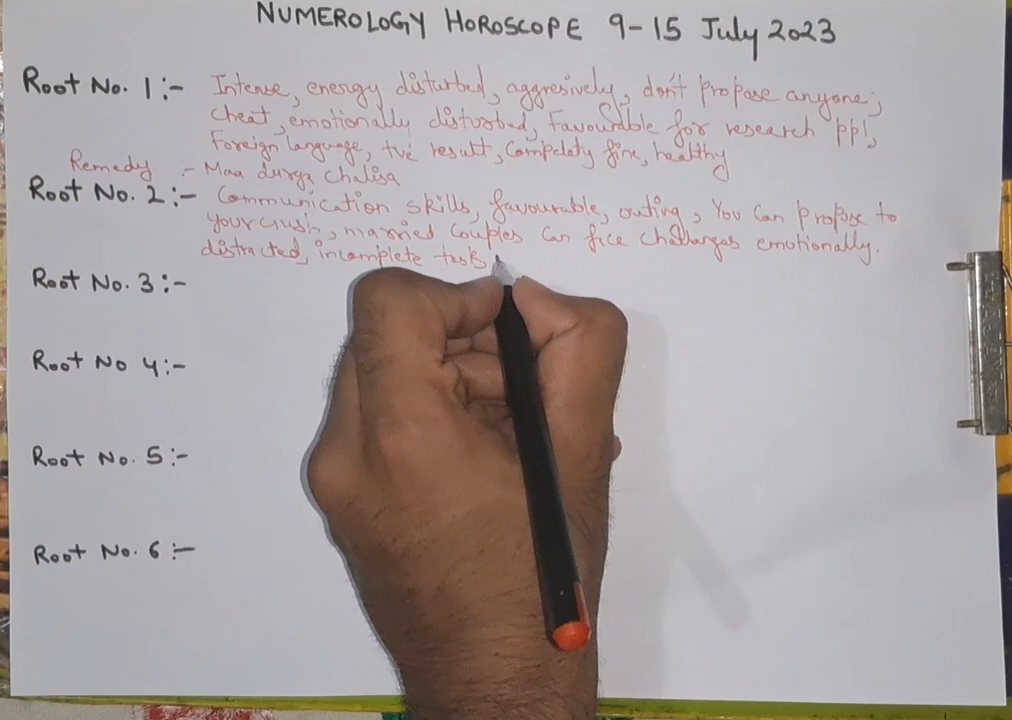 NUMEROLOGY HOROSCOPE 9-15 July 2023
Root No. 1 :- Intense, energy disturbed, aggresively, don't propose anyone;
Cheat, emotionally disturbed, Favourable for research ppl,
Foreign language, +ve result, Completely fine, healthy
Remedy :- Maa durga Chalisa
Root No. 2 :- Communication skills, favourable, outing, You Can propose to
your crush, married Couples Can face Challanges emotionally.
distracted, incomplete task,
Root No. 3 :-
Root No 4 :-
Root No. 5 :-
Root No. 6 :-